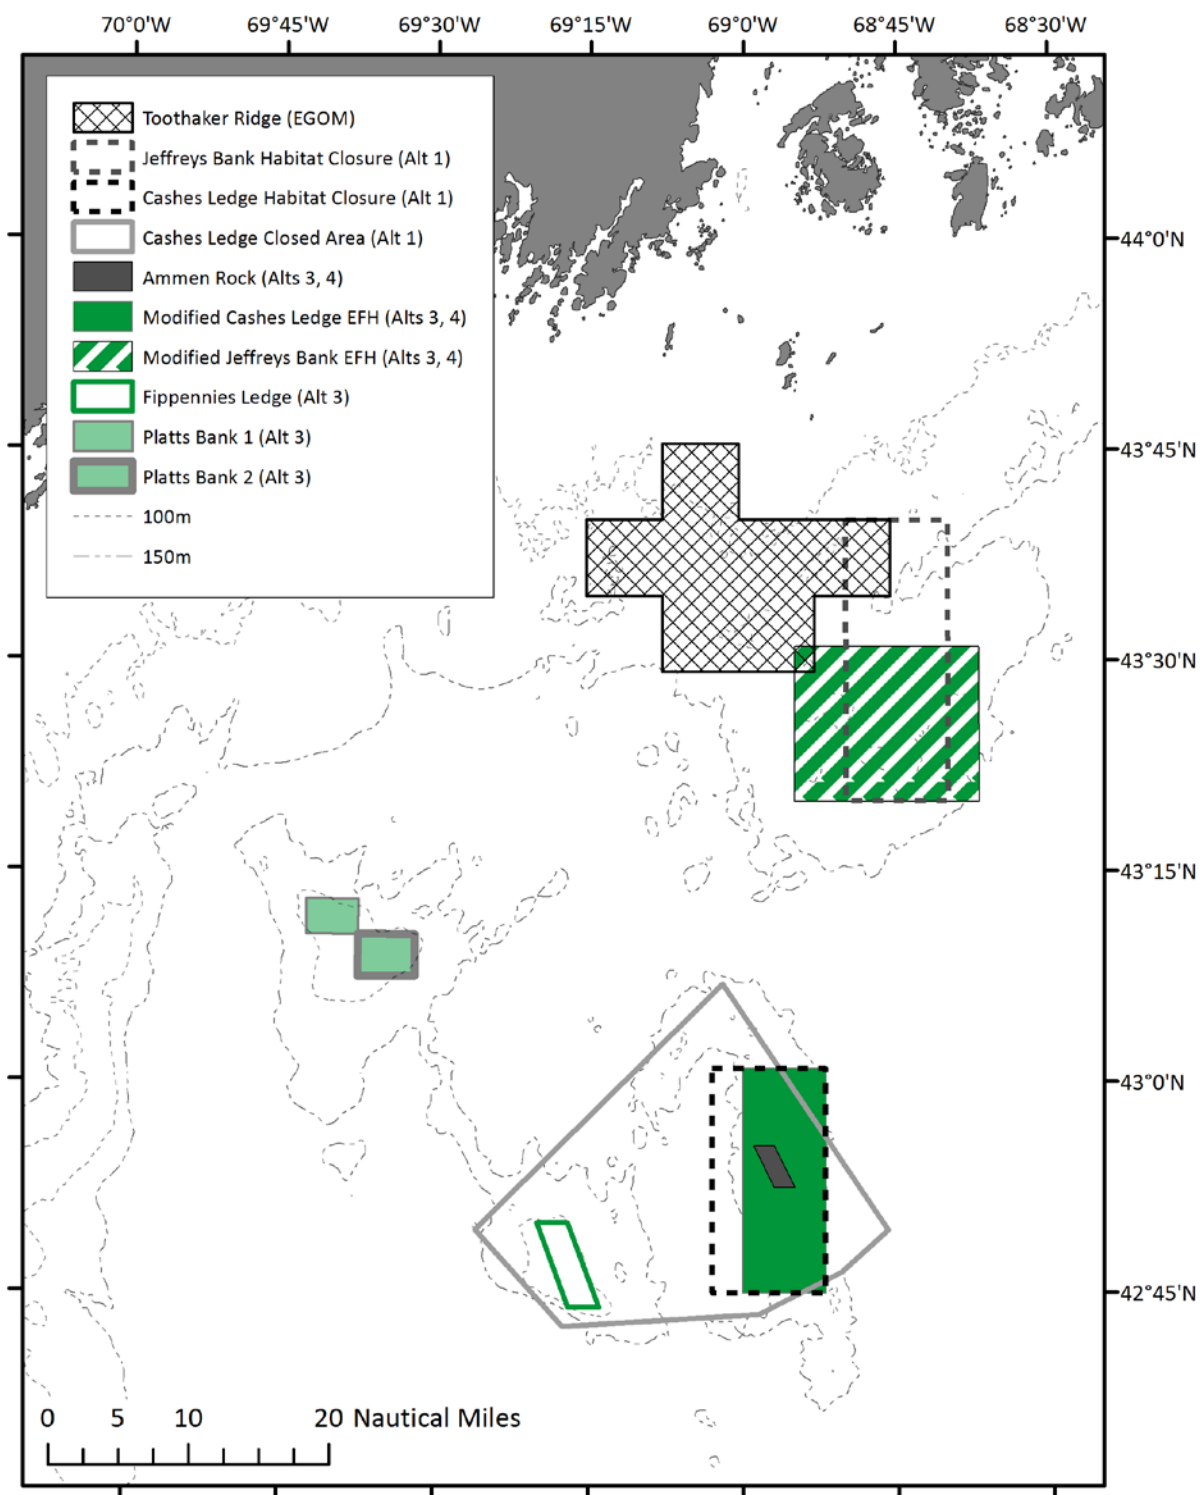 70°0'W 69°45'W 69°30'W 69°15'W 69°0'W 68°45'W 68°30'W
Toothaker Ridge (EGOM)
Jeffreys Bank Habitat Closure (Alt 1)
Cashes Ledge Habitat Closure (Alt 1)
Cashes Ledge Closed Area (Alt 1)
Ammen Rock (Alts 3, 4)
Modified Cashes Ledge EFH (Alts 3, 4)
Modified Jeffreys Bank EFH (Alts 3, 4)
Fippennies Ledge (Alt 3)
Platts Bank 1 (Alt 3)
Platts Bank 2 (Alt 3)
100m
150m
44°0'N
43°45'N
43°30'N
43°15'N
43°0'N
42°45'N
0 5 10 20 Nautical Miles